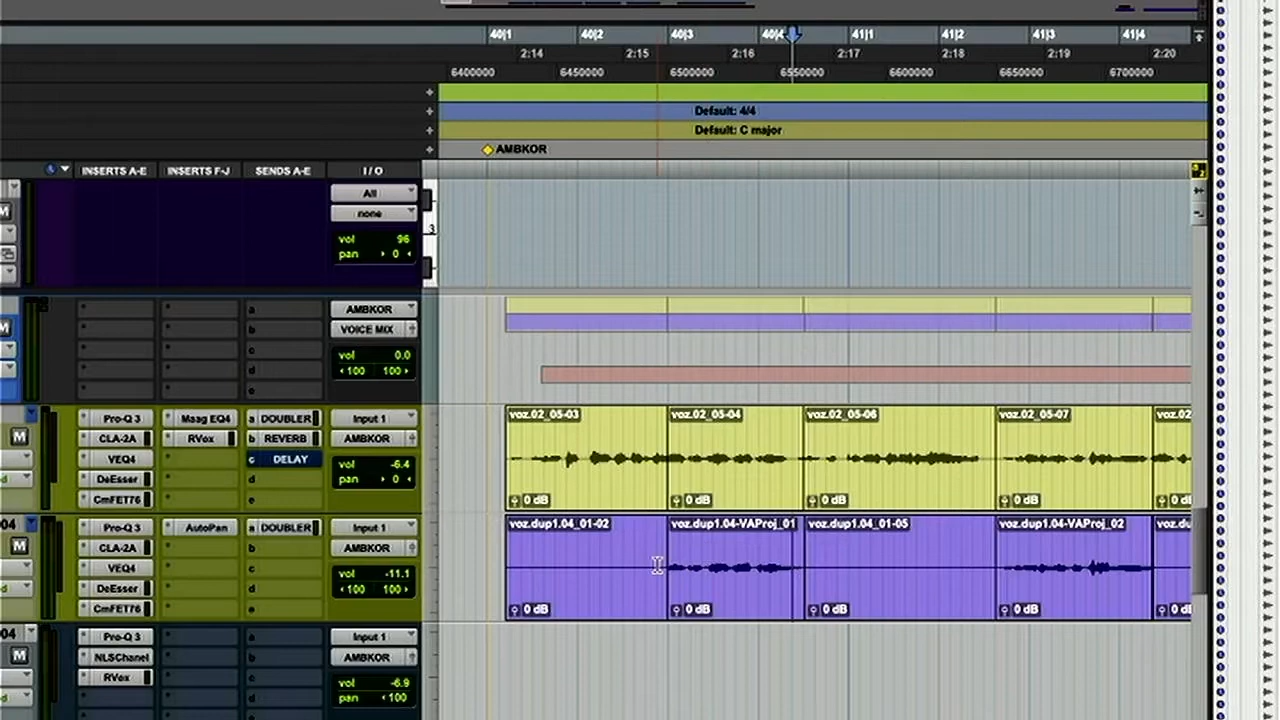 40|1 40|2 40|3 40|4 41|1 41|2 41|3 41|4
2:14 2:15 2:16 2:17 2:18 2:19 2:20
6400000 6450000 6500000 6550000 6600000 6650000 6700000
Default: 4/4
Default: C major
AMBKOR
INSERTS A-E INSERTS F-J SENDS A-E I / O
All
none
3
vol 96
pan 0
M
a AMBKOR
b VOICE MIX
c
d
e
vol 0.0
100 100
M
Pro-Q 3 Maag EQ4 a DOUBLER Input 1
CLA-2A RVox b REVERB AMBKOR
VEQ4 c DELAY
DeEsser d
CmFET76 e
vol -6.4
pan 0
voz.02_05-03 voz.02_05-04 voz.02_05-06 voz.02_05-07 voz.02
0 dB 0 dB 0 dB 0 dB 0 d
04
M
Pro-Q 3 AutoPan a DOUBLER Input 1
CLA-2A b AMBKOR
VEQ4 c
DeEsser d
CmFET76 e
vol -11.1
100 100
voz.dup1.04_01-02 voz.dup1.04-VAProj_01 voz.dup1.04_01-05 voz.dup1.04-VAProj_02 voz.du
0 dB 0 dB 0 dB 0 dB 0 d
04
M
Pro-Q 3 a Input 1
NLSChanel b AMBKOR
RVox c
d
vol -6.9
pan 100